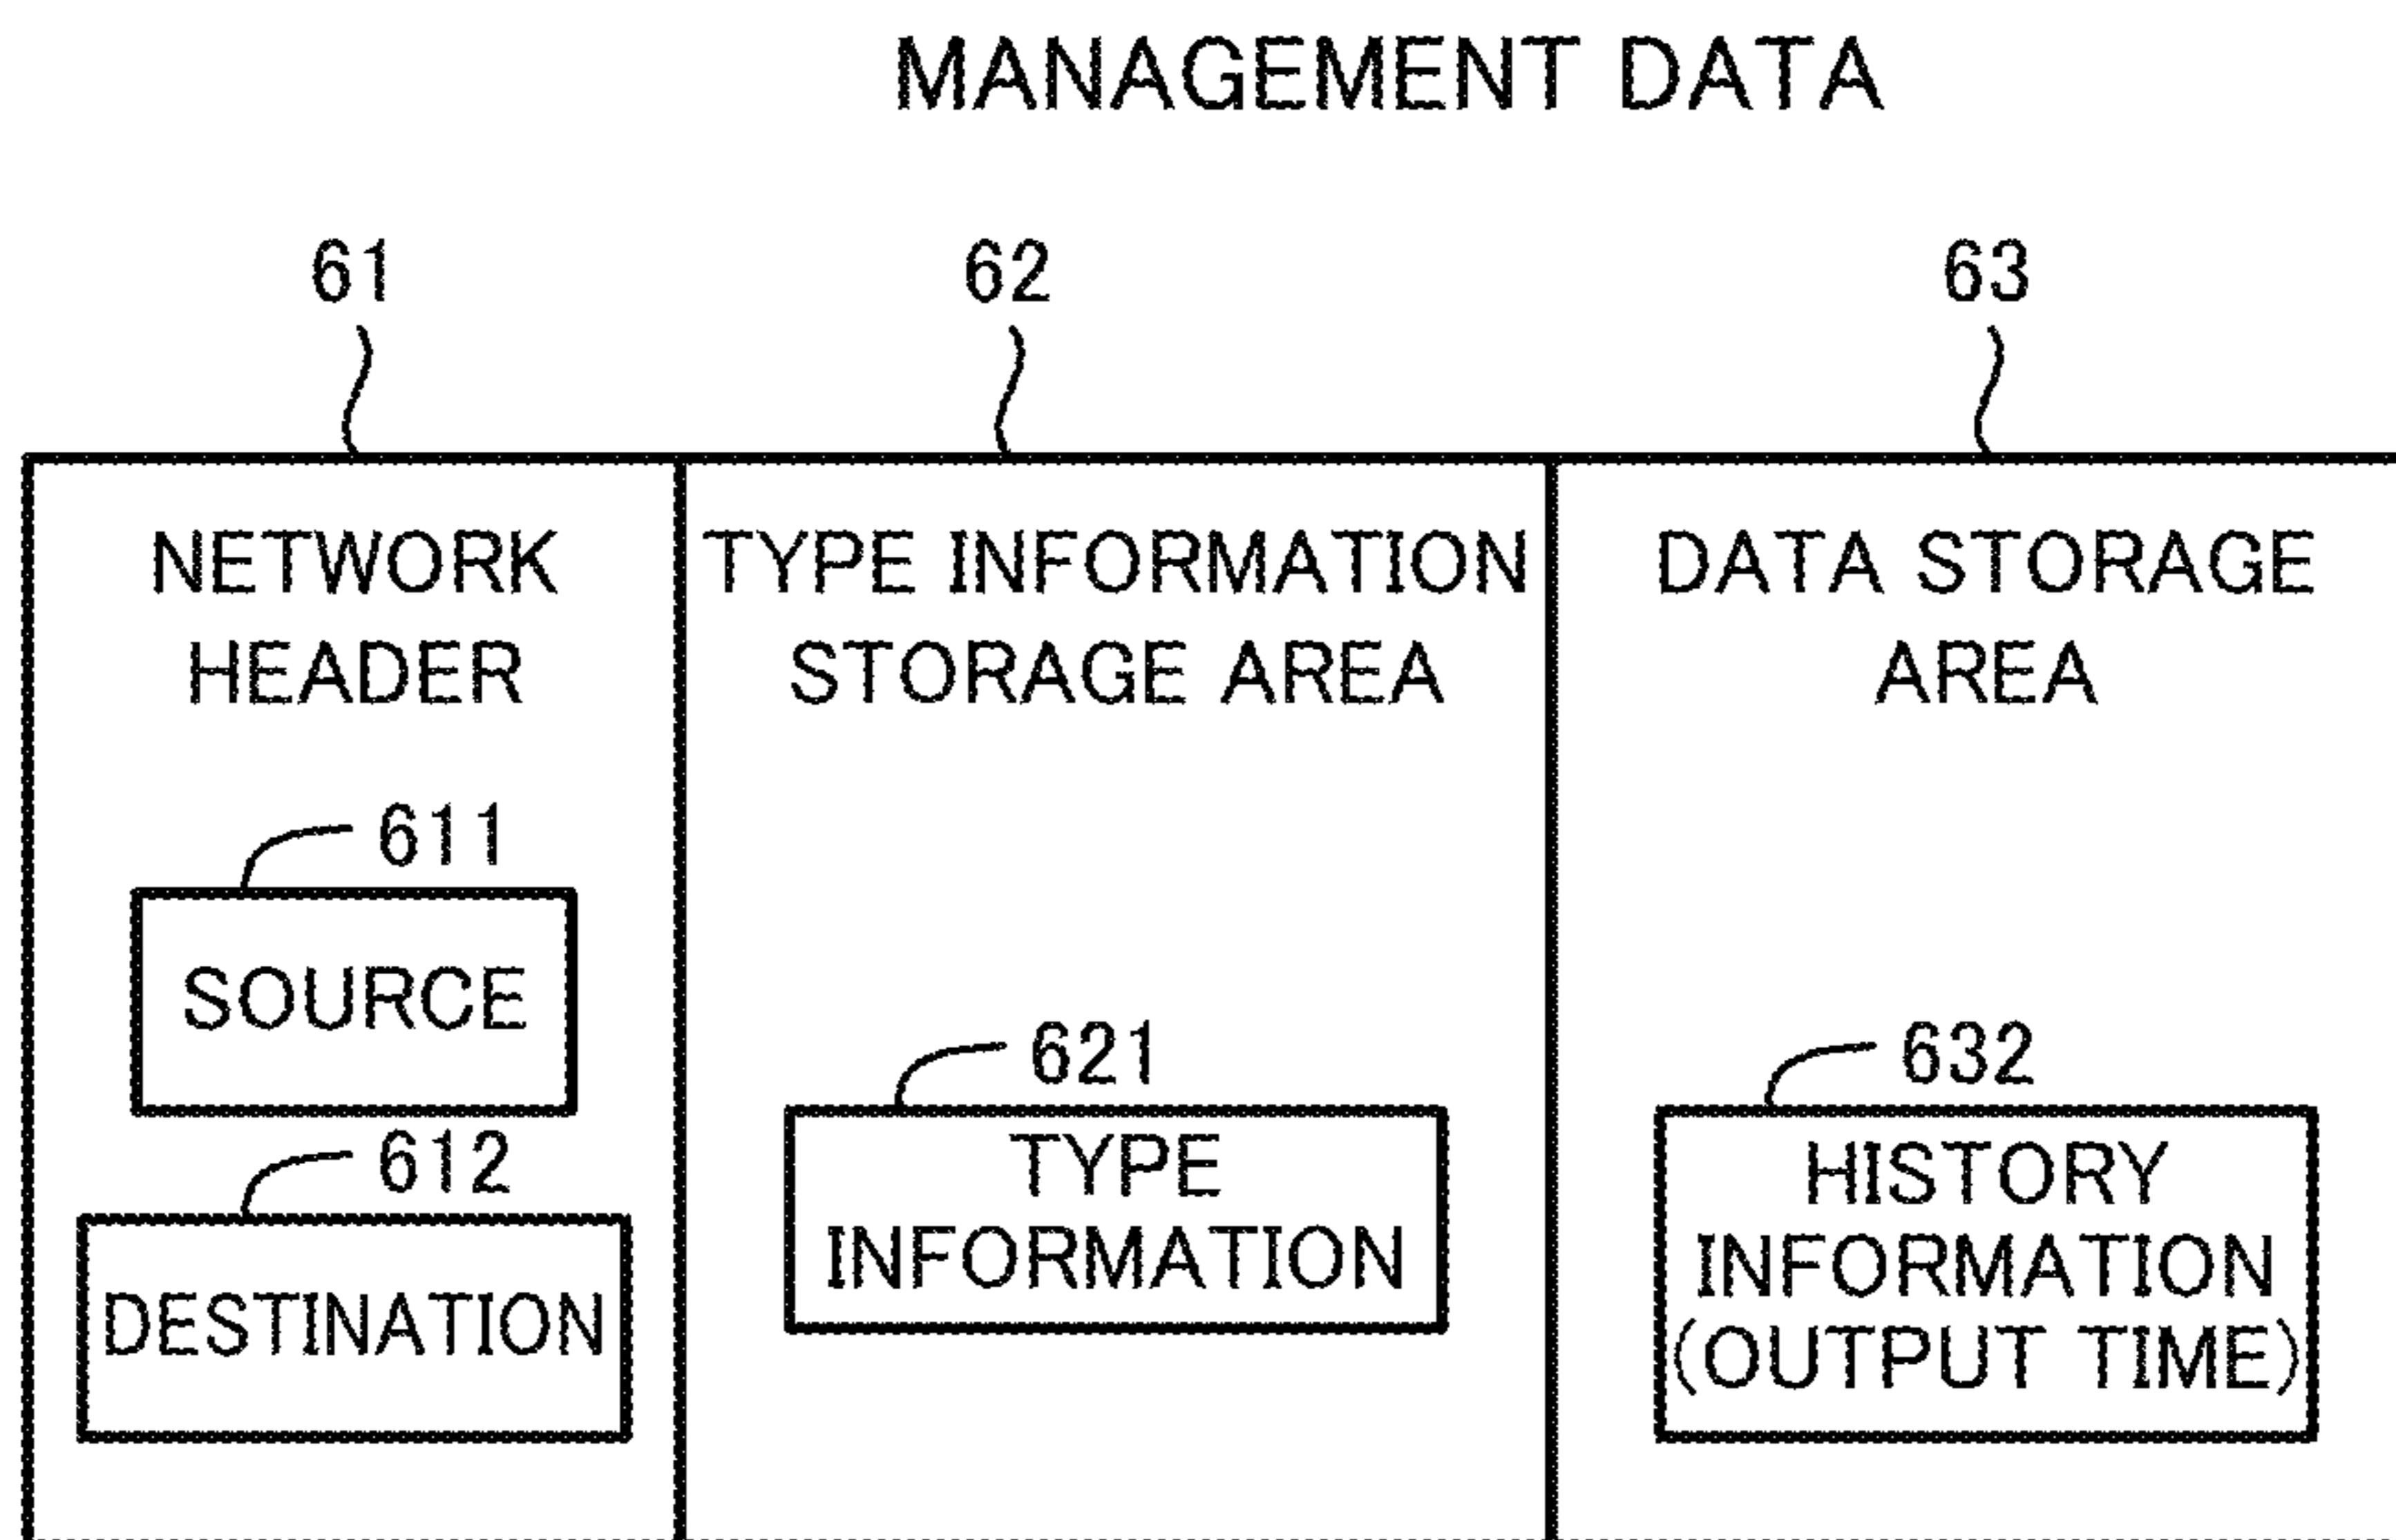 MANAGEMENT DATA
61
62
63
NETWORK
HEADER
TYPE INFORMATION
STORAGE AREA
DATA STORAGE
AREA
611
SOURCE
612
DESTINATION
621
TYPE
INFORMATION
632
HISTORY
INFORMATION
(OUTPUT TIME)